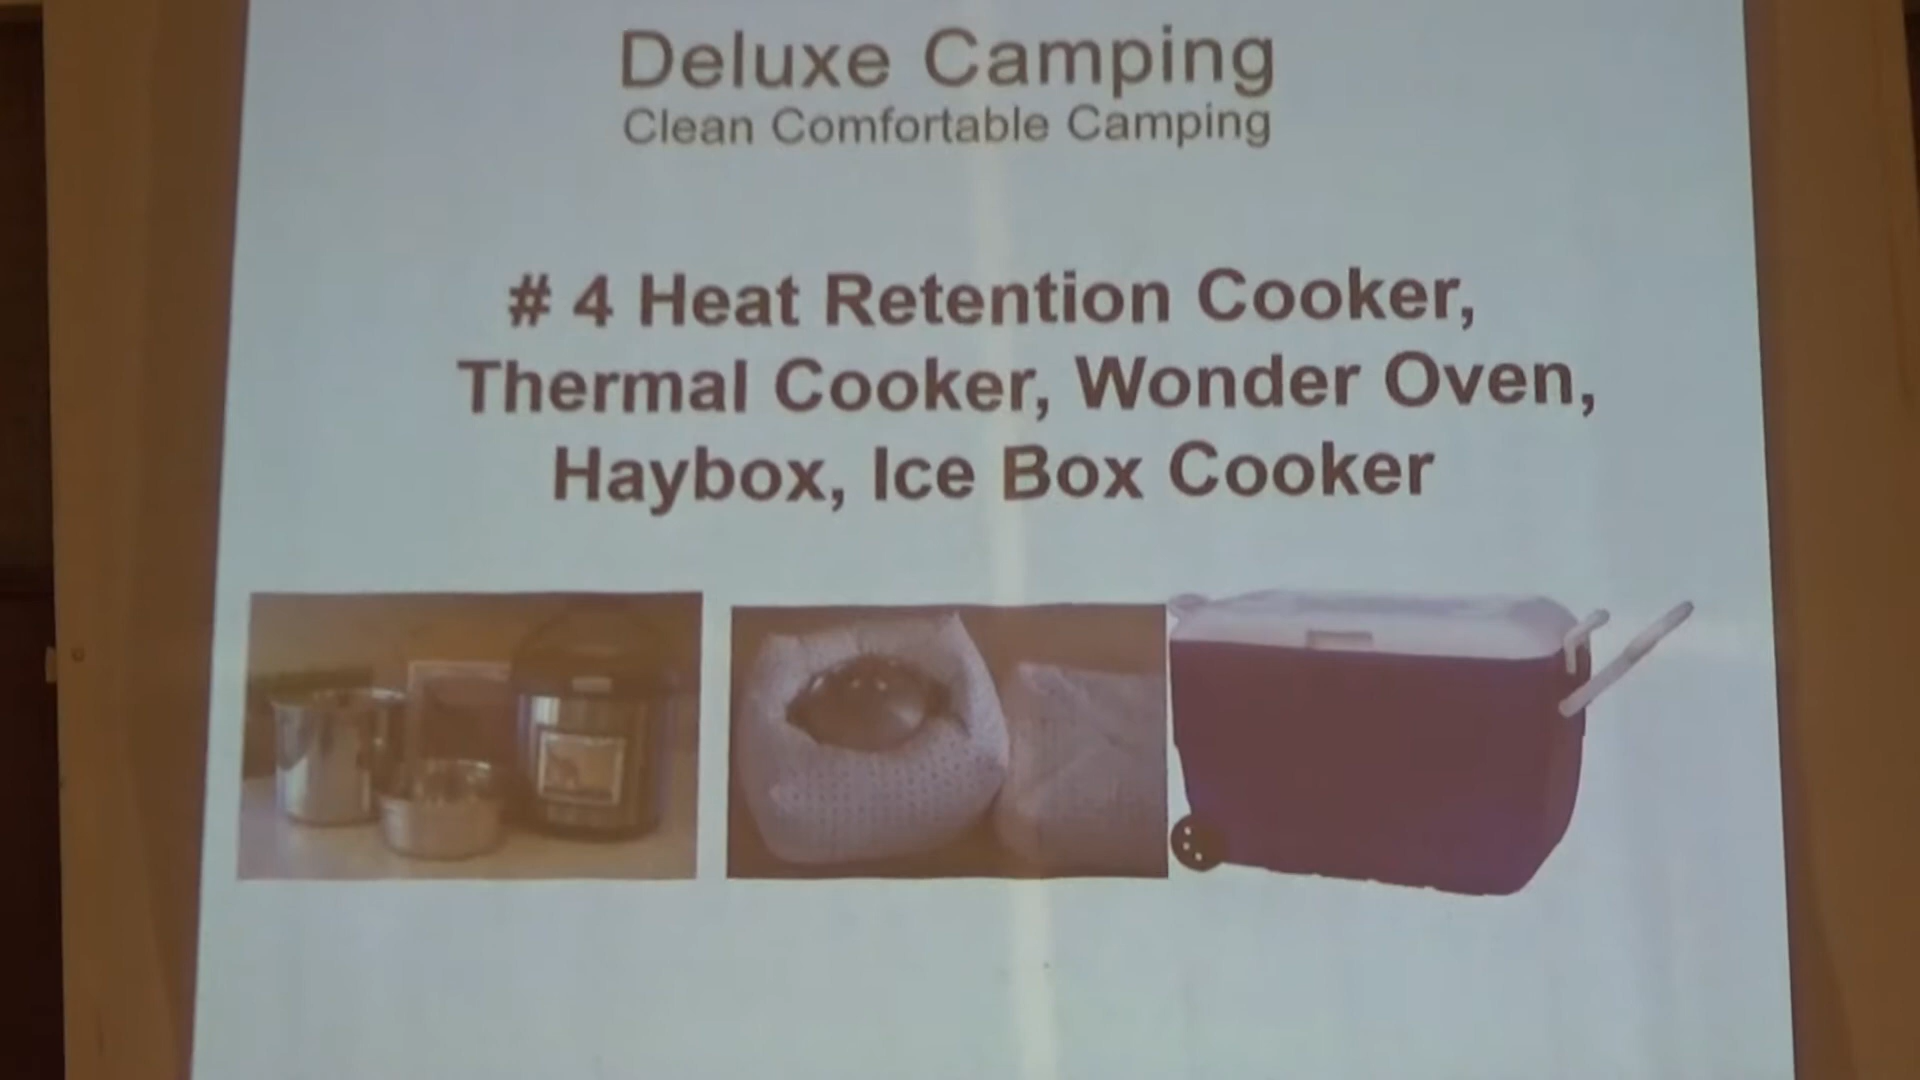 Deluxe Camping
Clean Comfortable Camping
# 4 Heat Retention Cooker,
Thermal Cooker, Wonder Oven,
Haybox, Ice Box Cooker